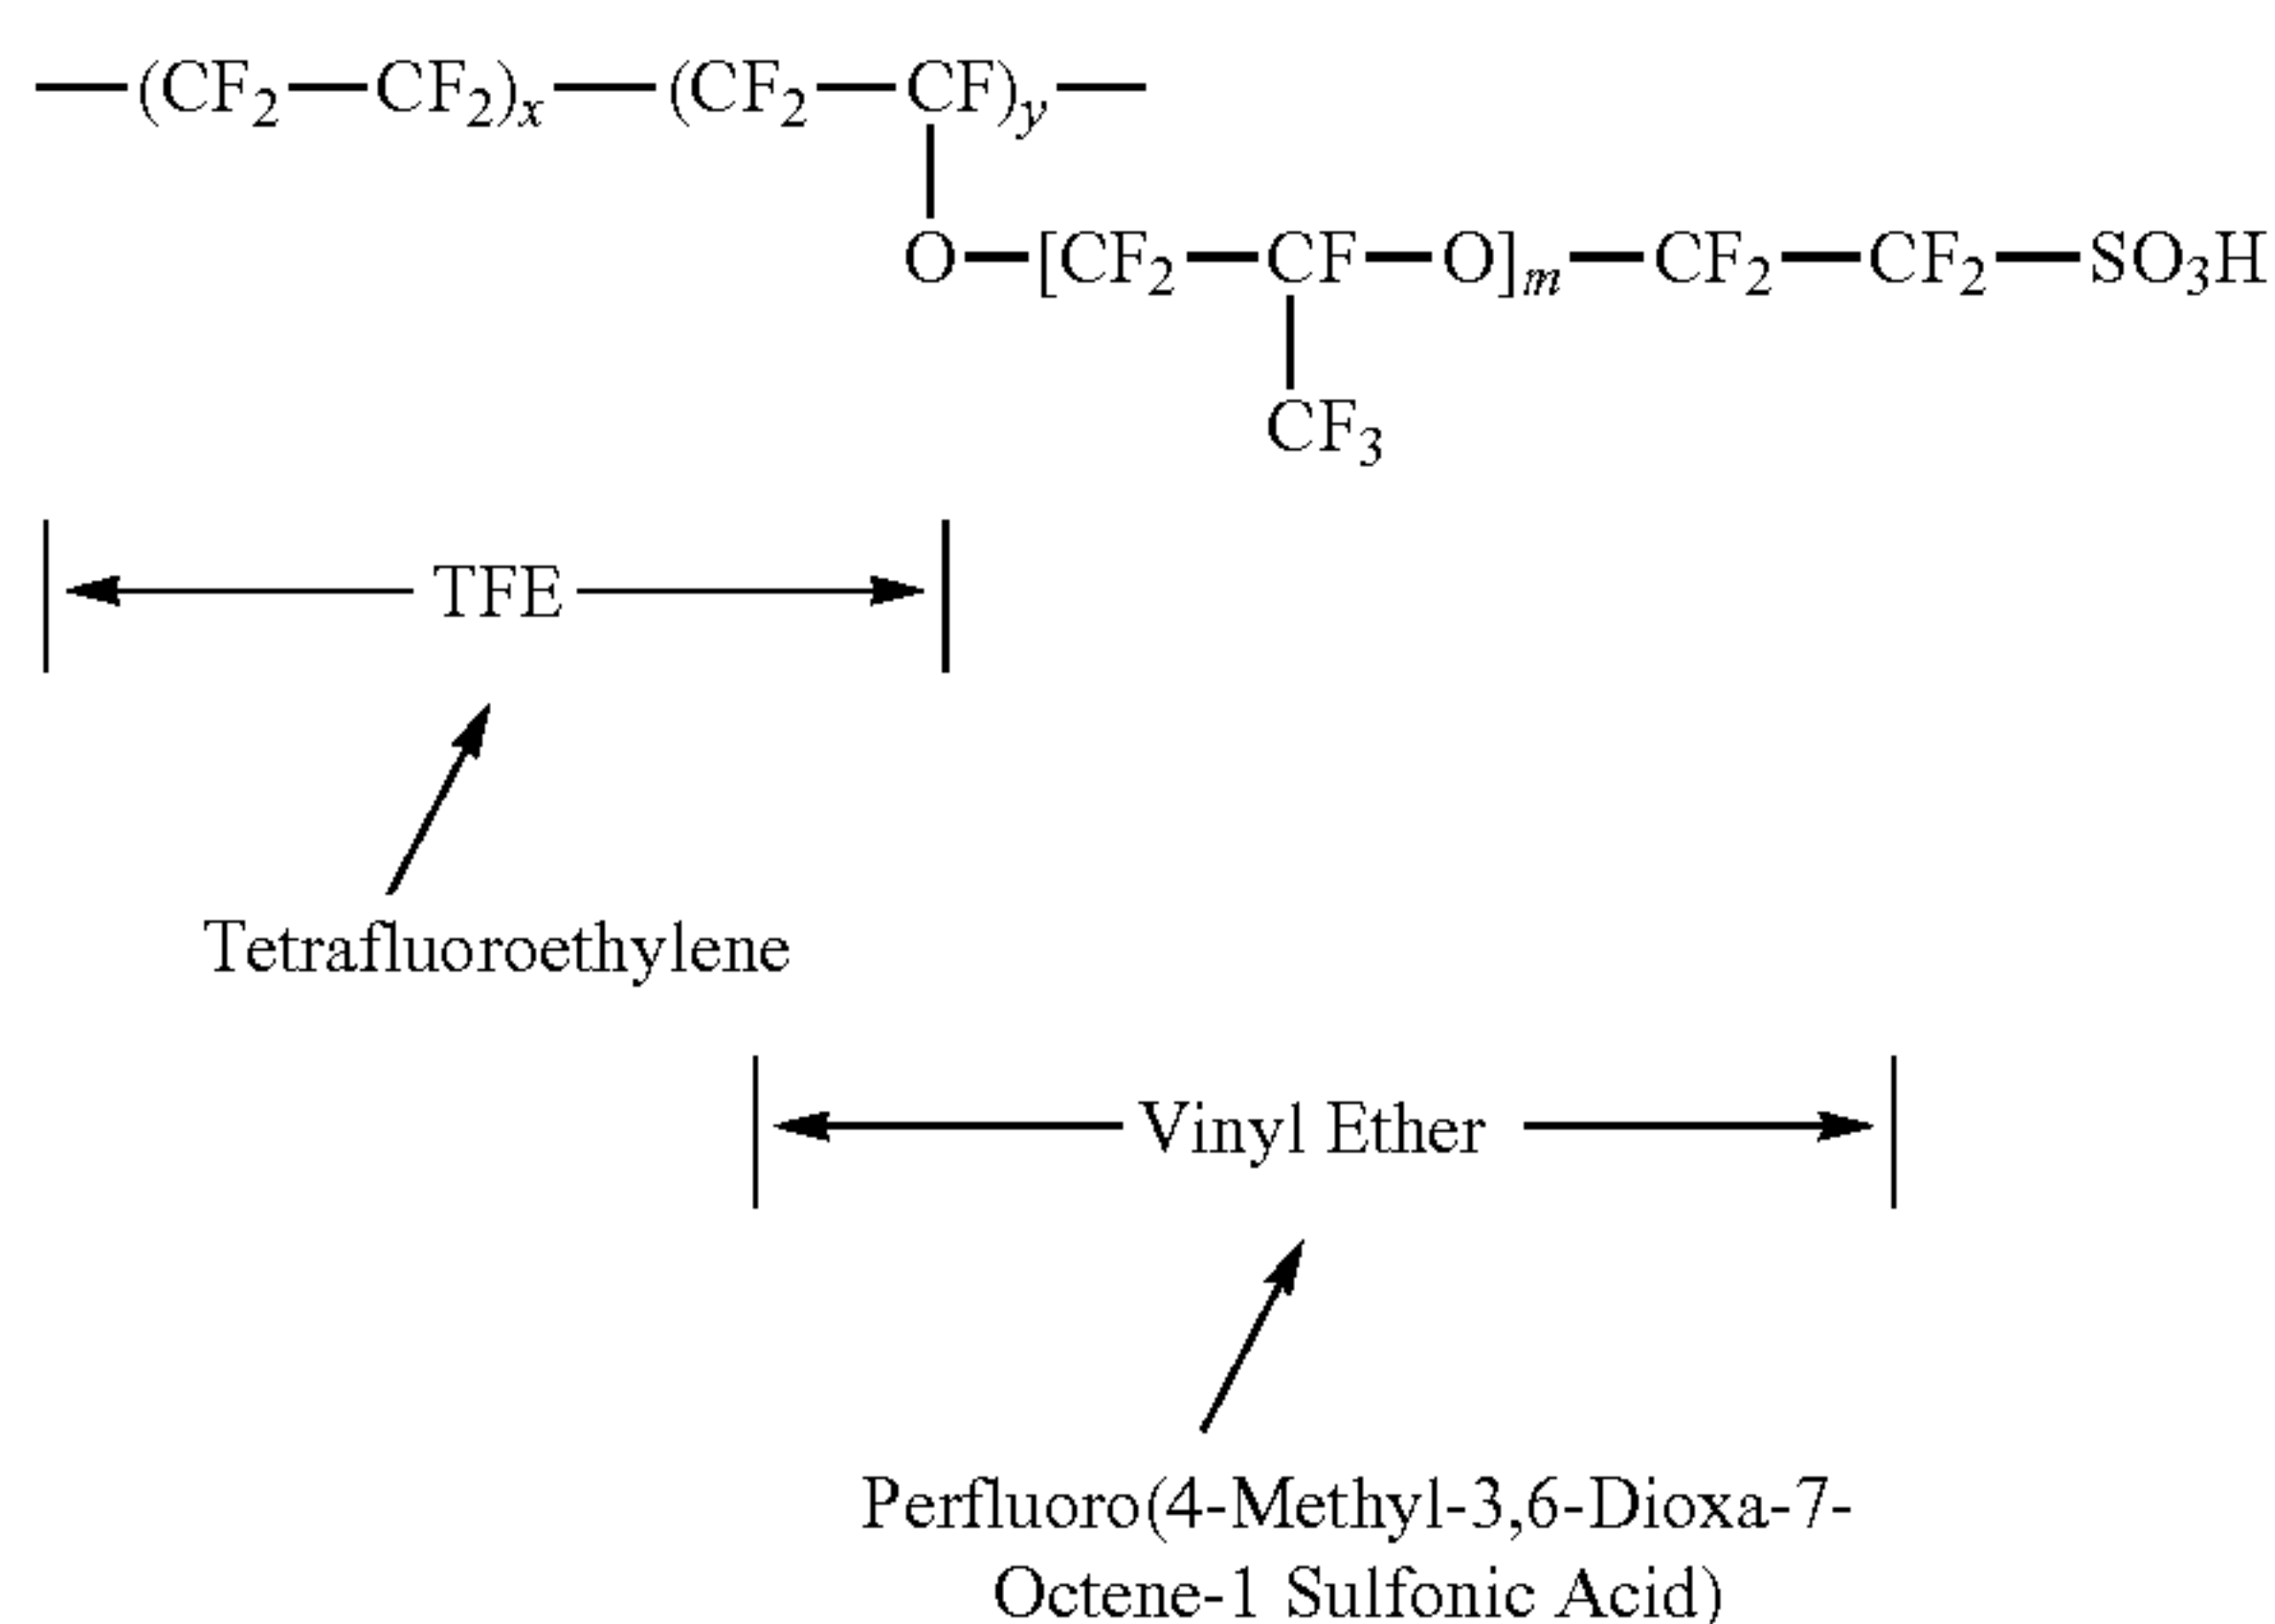 —(CF₂—CF₂)ₓ—(CF₂—CF)ᵧ—
O—[CF₂—CF—O]ₘ—CF₂—CF₂—SO₃H
CF₃
TFE
Tetrafluoroethylene
Vinyl Ether
Perfluoro(4-Methyl-3,6-Dioxa-7-
Octene-1 Sulfonic Acid)